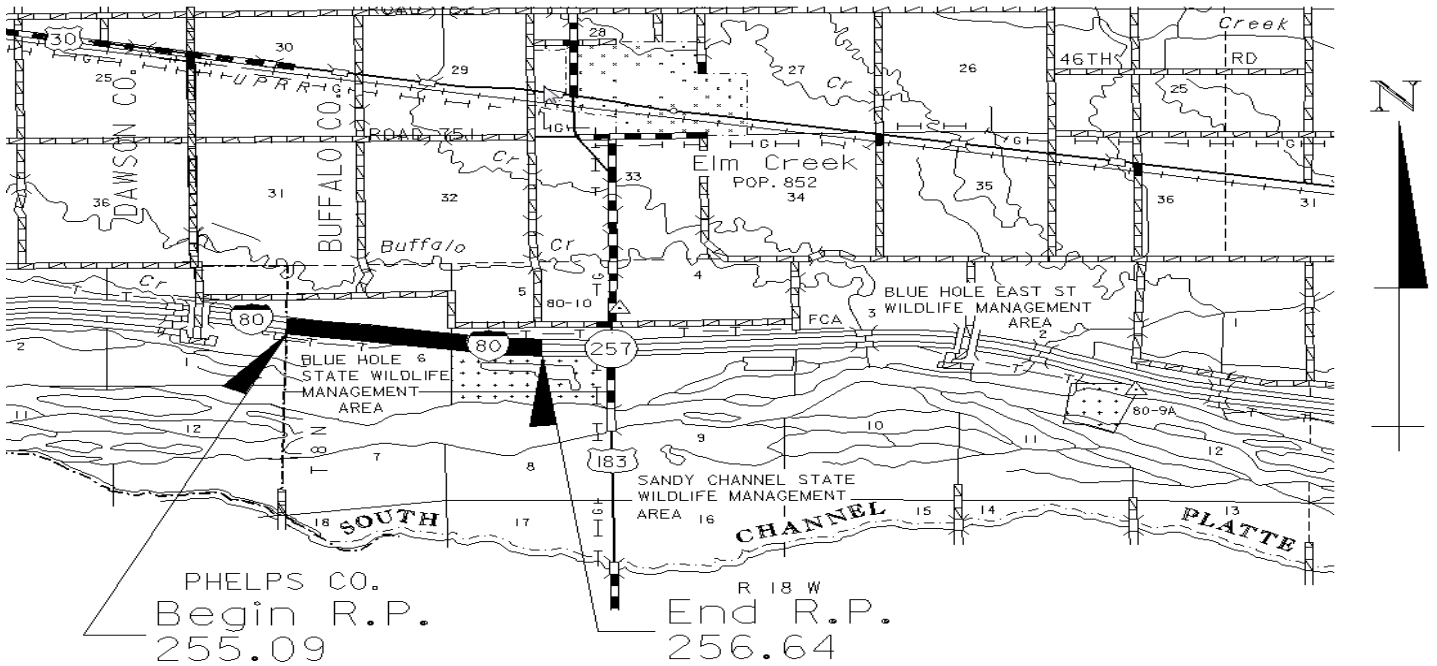 30
30
25
DAWSON CO.
UPRR
G
BUFFALO CO.
29
28
27
Cr
26
46TH RD
Creek
25
ROAD 751
G
G
G
Cr
Elm Creek
POP. 852
36
31
32
33
34
35
36
31
Buffalo
Cr
Cr
5
80-10
4
3
FCA
BLUE HOLE EAST ST
WILDLIFE MANAGEMENT
AREA
2
1
80
80
257
2
1
BLUE HOLE 6
STATE WILDLIFE
MANAGEMENT
AREA
80-9A
11
12
T 8 N
7
8
9
10
11
12
183
SANDY CHANNEL STATE
WILDLIFE MANAGEMENT
AREA
18
SOUTH
17
16
CHANNEL
15
14
13
PLATTE
PHELPS CO.
R 18 W
Begin R.P.
255.09
End R.P.
256.64